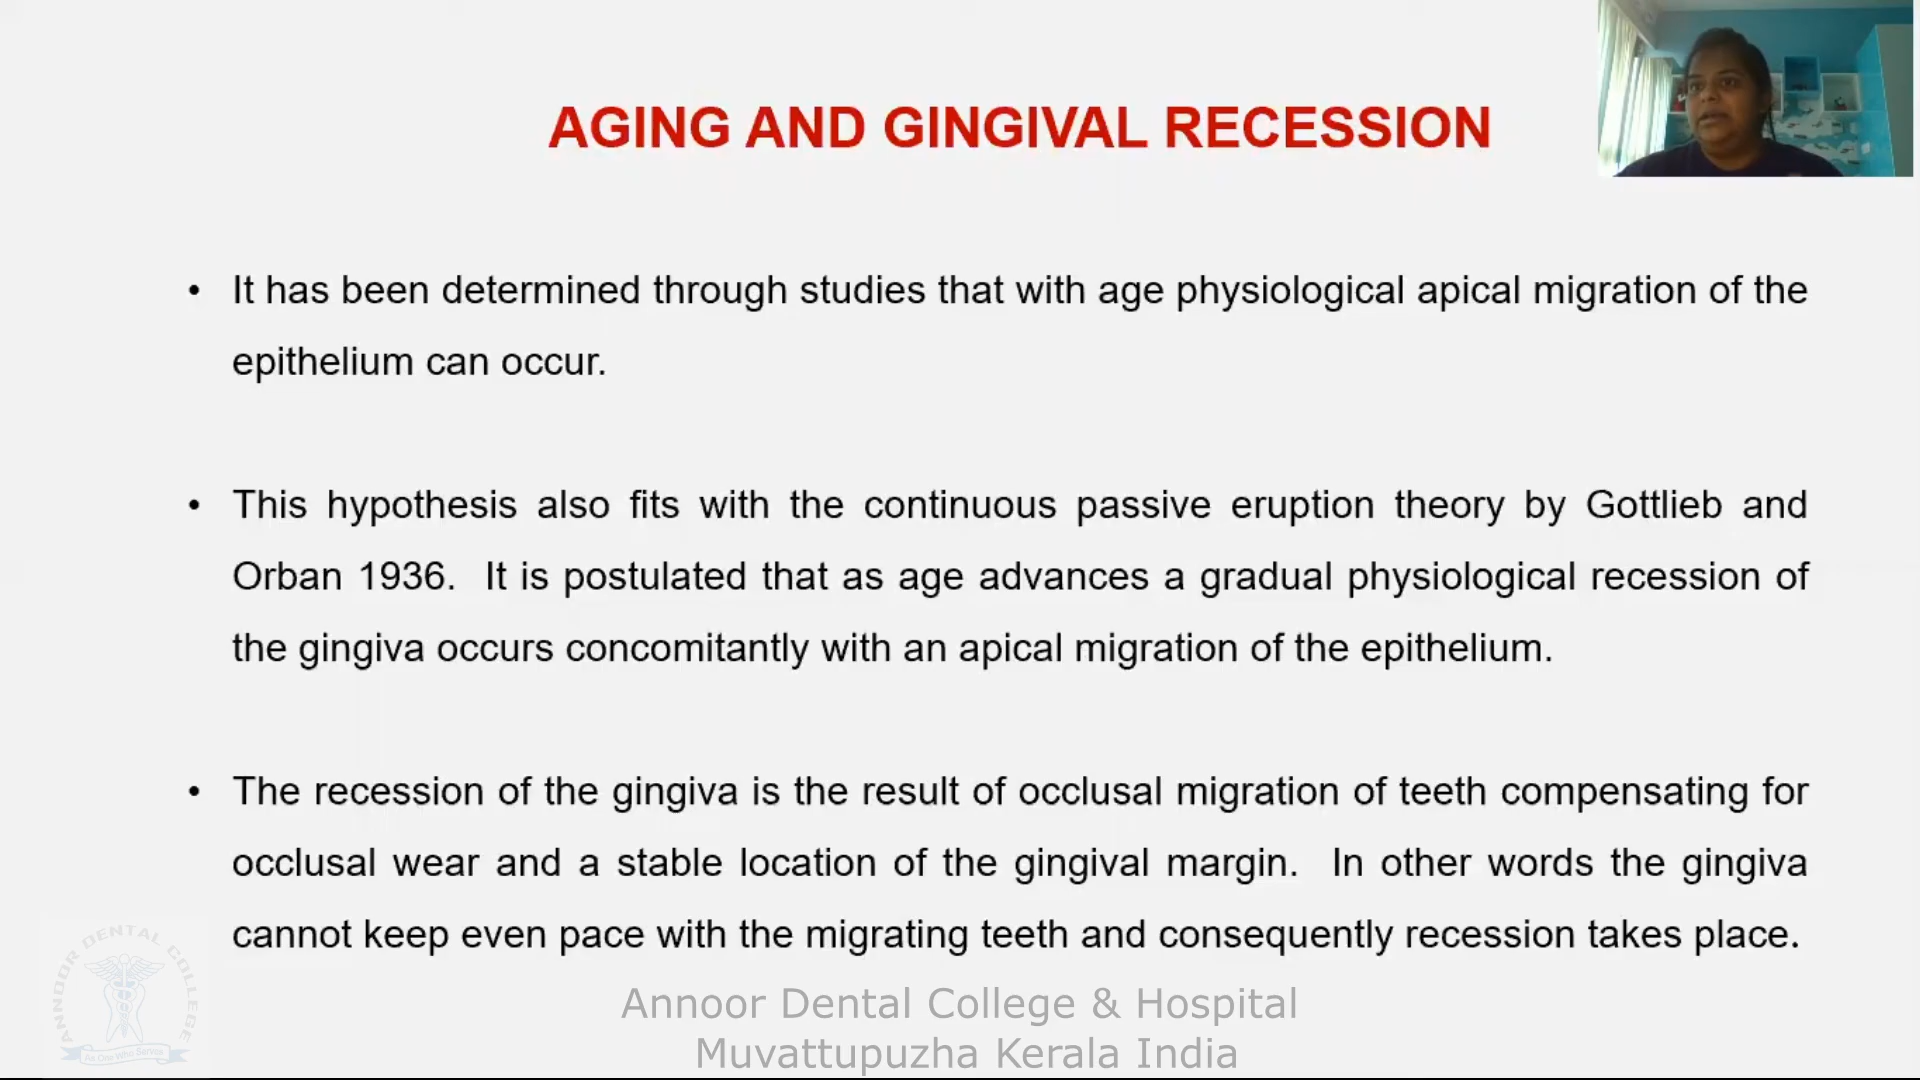 AGING AND GINGIVAL RECESSION
• It has been determined through studies that with age physiological apical migration of the
epithelium can occur.
• This hypothesis also fits with the continuous passive eruption theory by Gottlieb and
Orban 1936. It is postulated that as age advances a gradual physiological recession of
the gingiva occurs concomitantly with an apical migration of the epithelium.
• The recession of the gingiva is the result of occlusal migration of teeth compensating for
occlusal wear and a stable location of the gingival margin. In other words the gingiva
cannot keep even pace with the migrating teeth and consequently recession takes place.
ANNOOR DENTAL COLLEGE
As One Who Serves
Annoor Dental College & Hospital
Muvattupuzha Kerala India